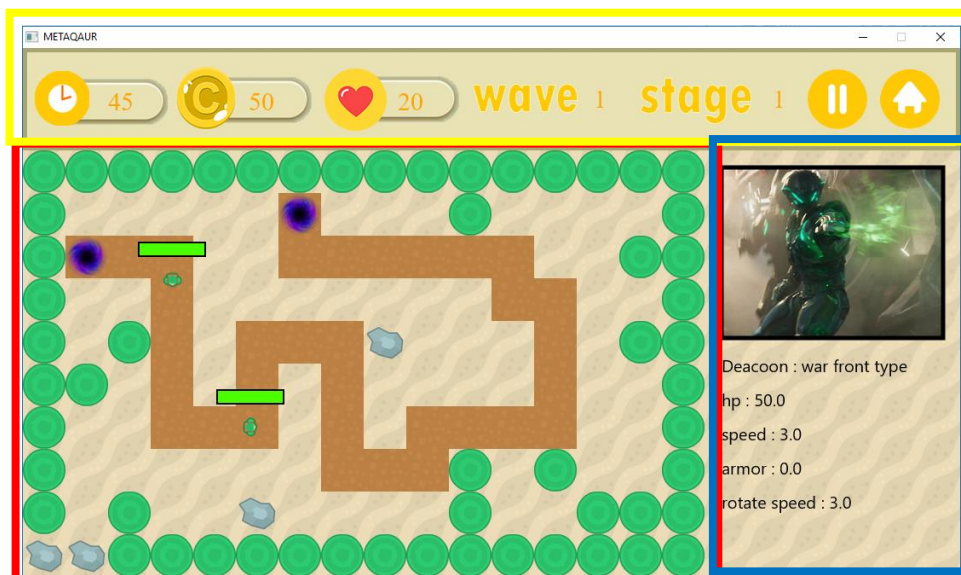 METAQAUR
45 50 20 wave 1 stage 1
Deacoon : war front type
hp : 50.0
speed : 3.0
armor : 0.0
rotate speed : 3.0